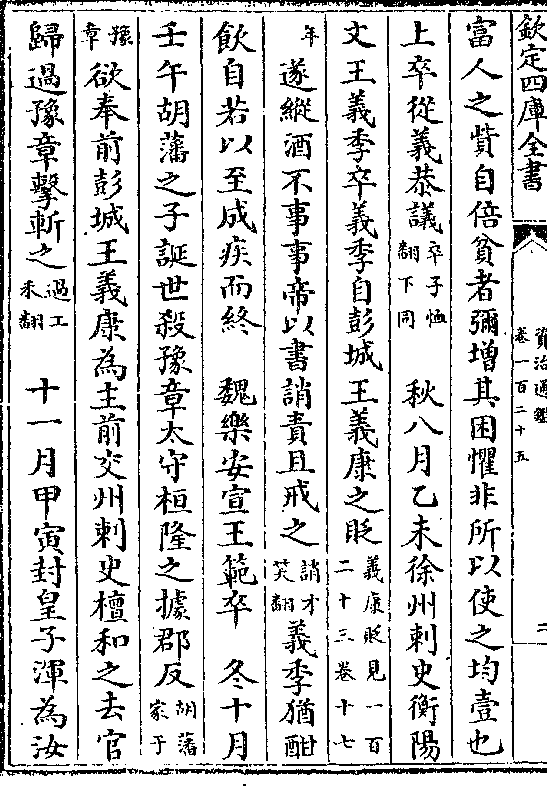 欽定四庫全書
資治通鑑
卷一百二十五
二
富人之貲自倍貧者彌增其困懼非所以使之均壹也
上卒從義恭議卒子恤翻下同　秋八月乙未徐州刺史衡陽
文王義季卒義季自彭城王義康之貶義康貶見一百二十三卷十七
年遂縱酒不事事帝以書誚責且戒之誚才笑翻義季猶酣
飲自若以至成疾而終　魏樂安宣王範卒　冬十月
壬午胡藩之子誕世殺豫章太守桓隆之據郡反胡藩家于
豫章欲奉前彭城王義康為主前交州刺史檀和之去官
歸過豫章擊斬之過工禾翻　十一月甲寅封皇子渾為汝